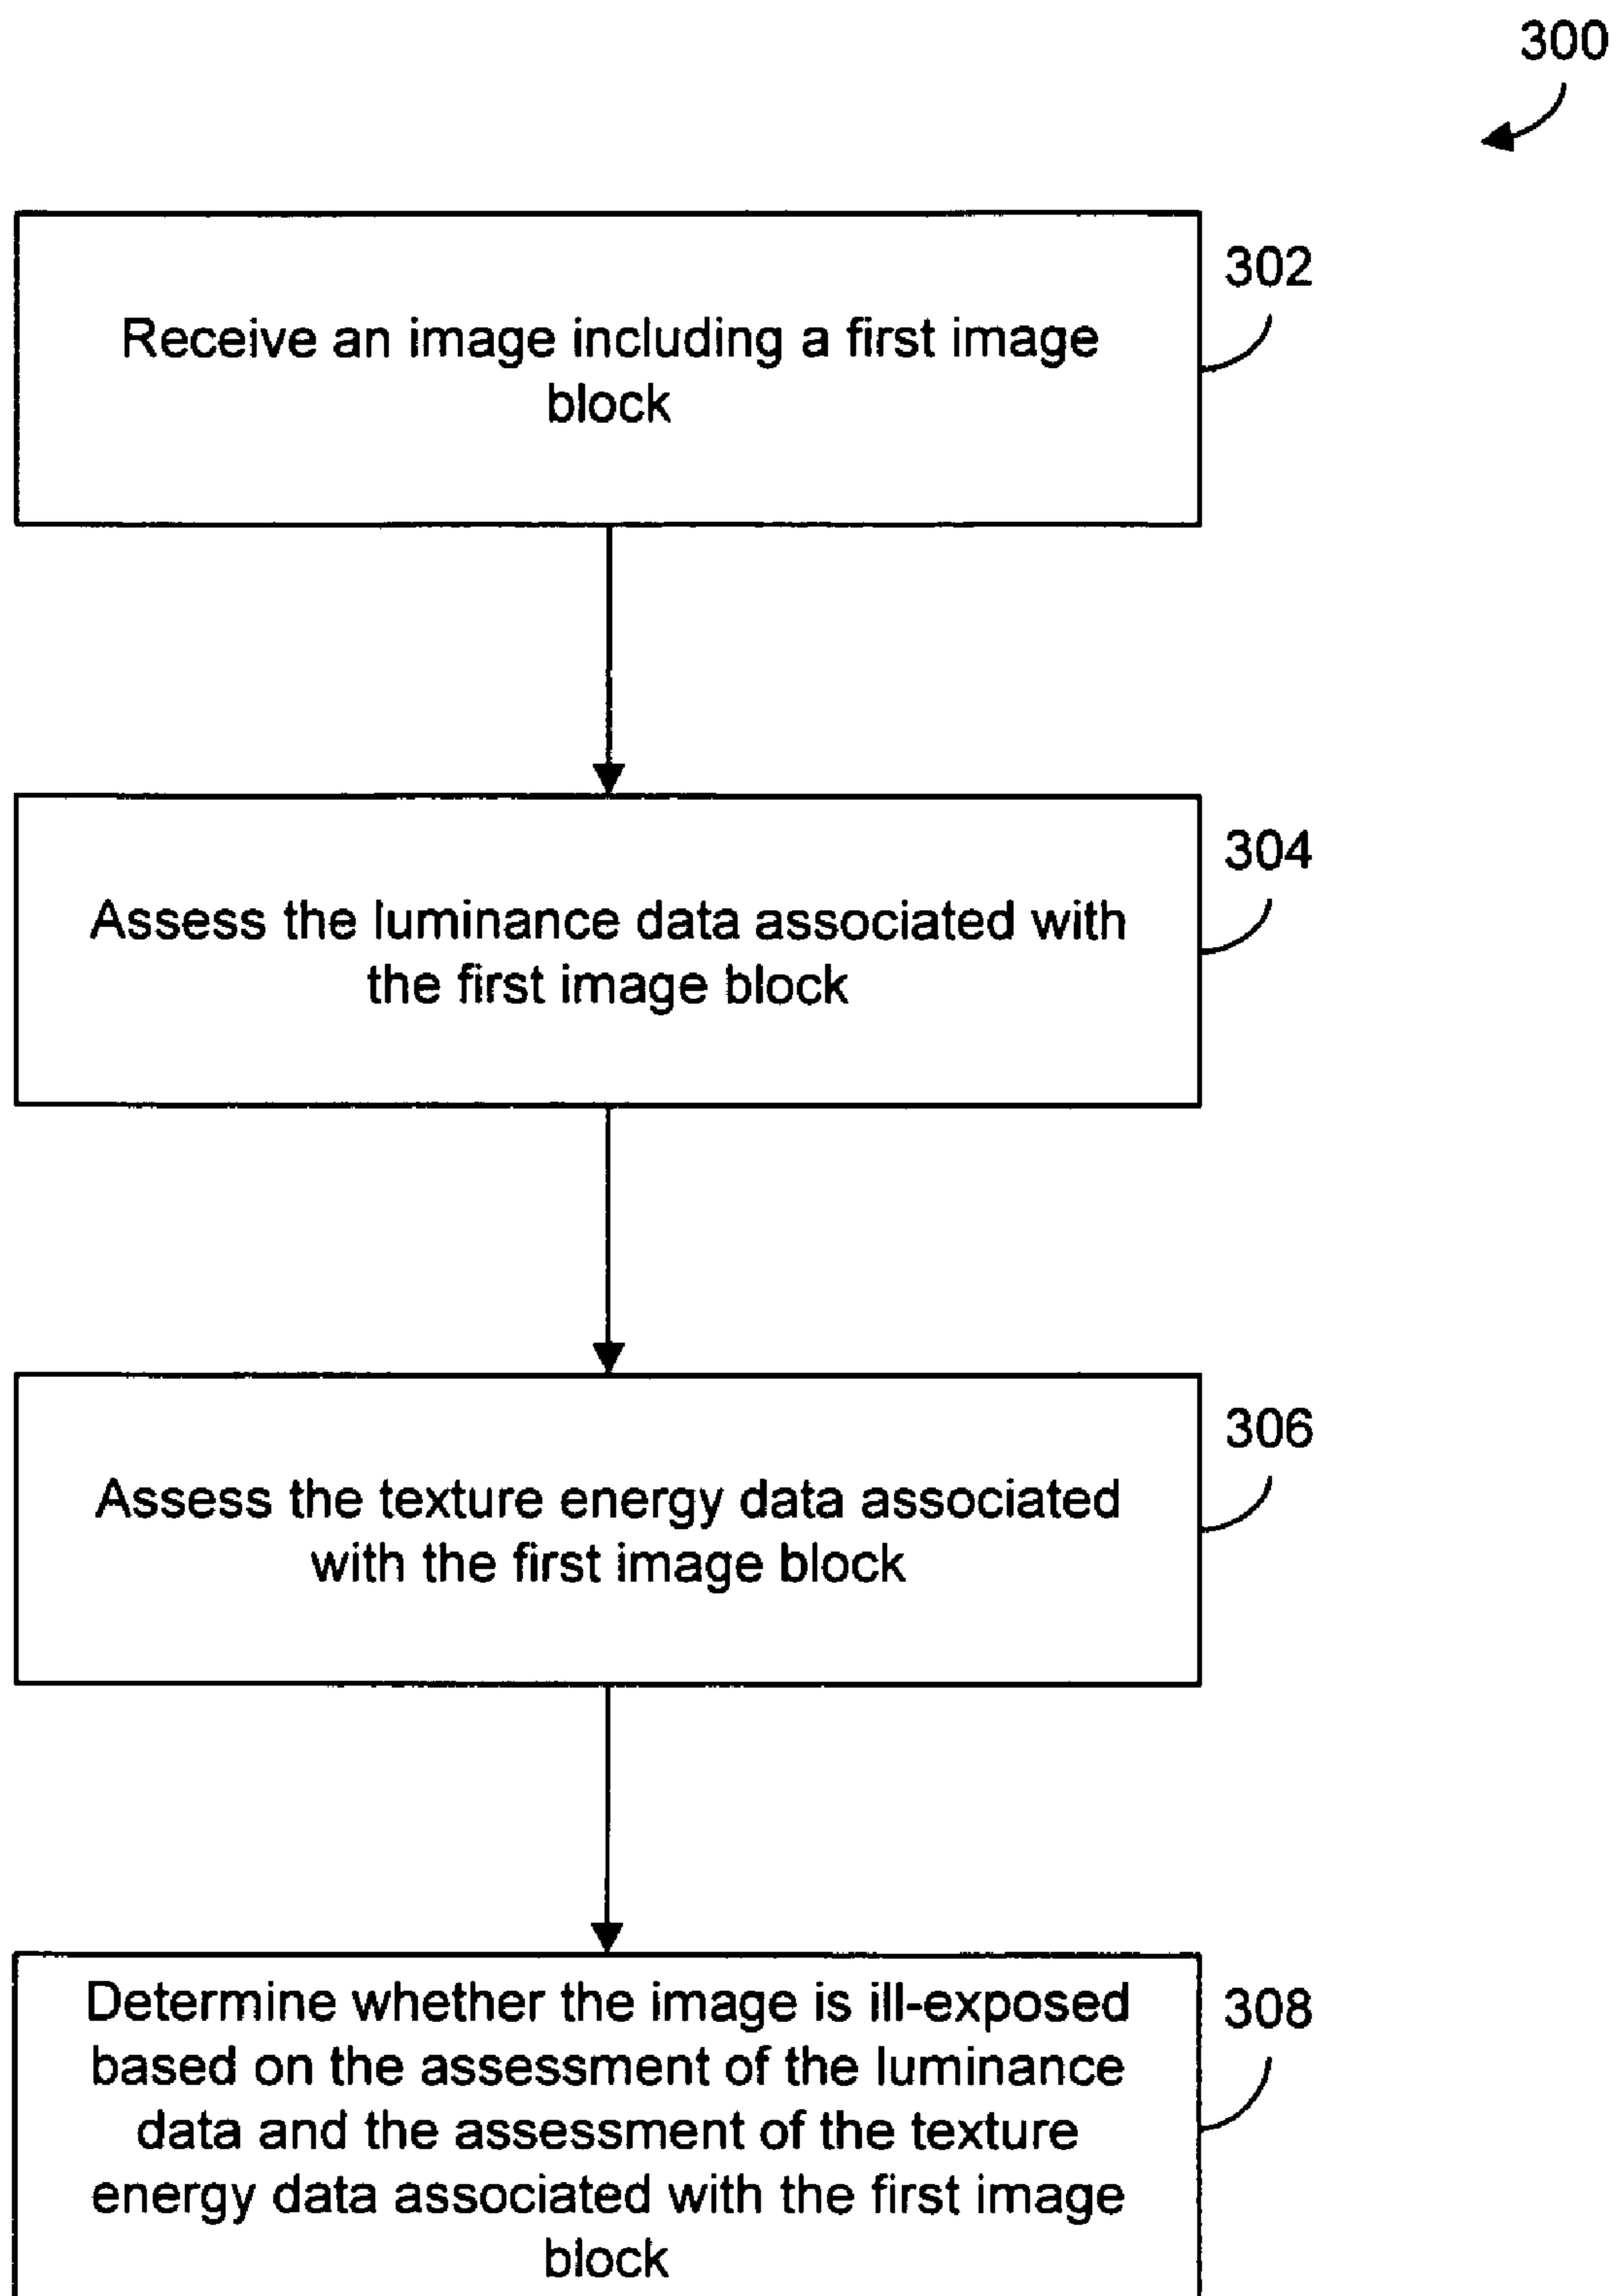 300
302
Receive an image including a first image
block
304
Assess the luminance data associated with
the first image block
306
Assess the texture energy data associated
with the first image block
308
Determine whether the image is ill-exposed
based on the assessment of the luminance
data and the assessment of the texture
energy data associated with the first image
block